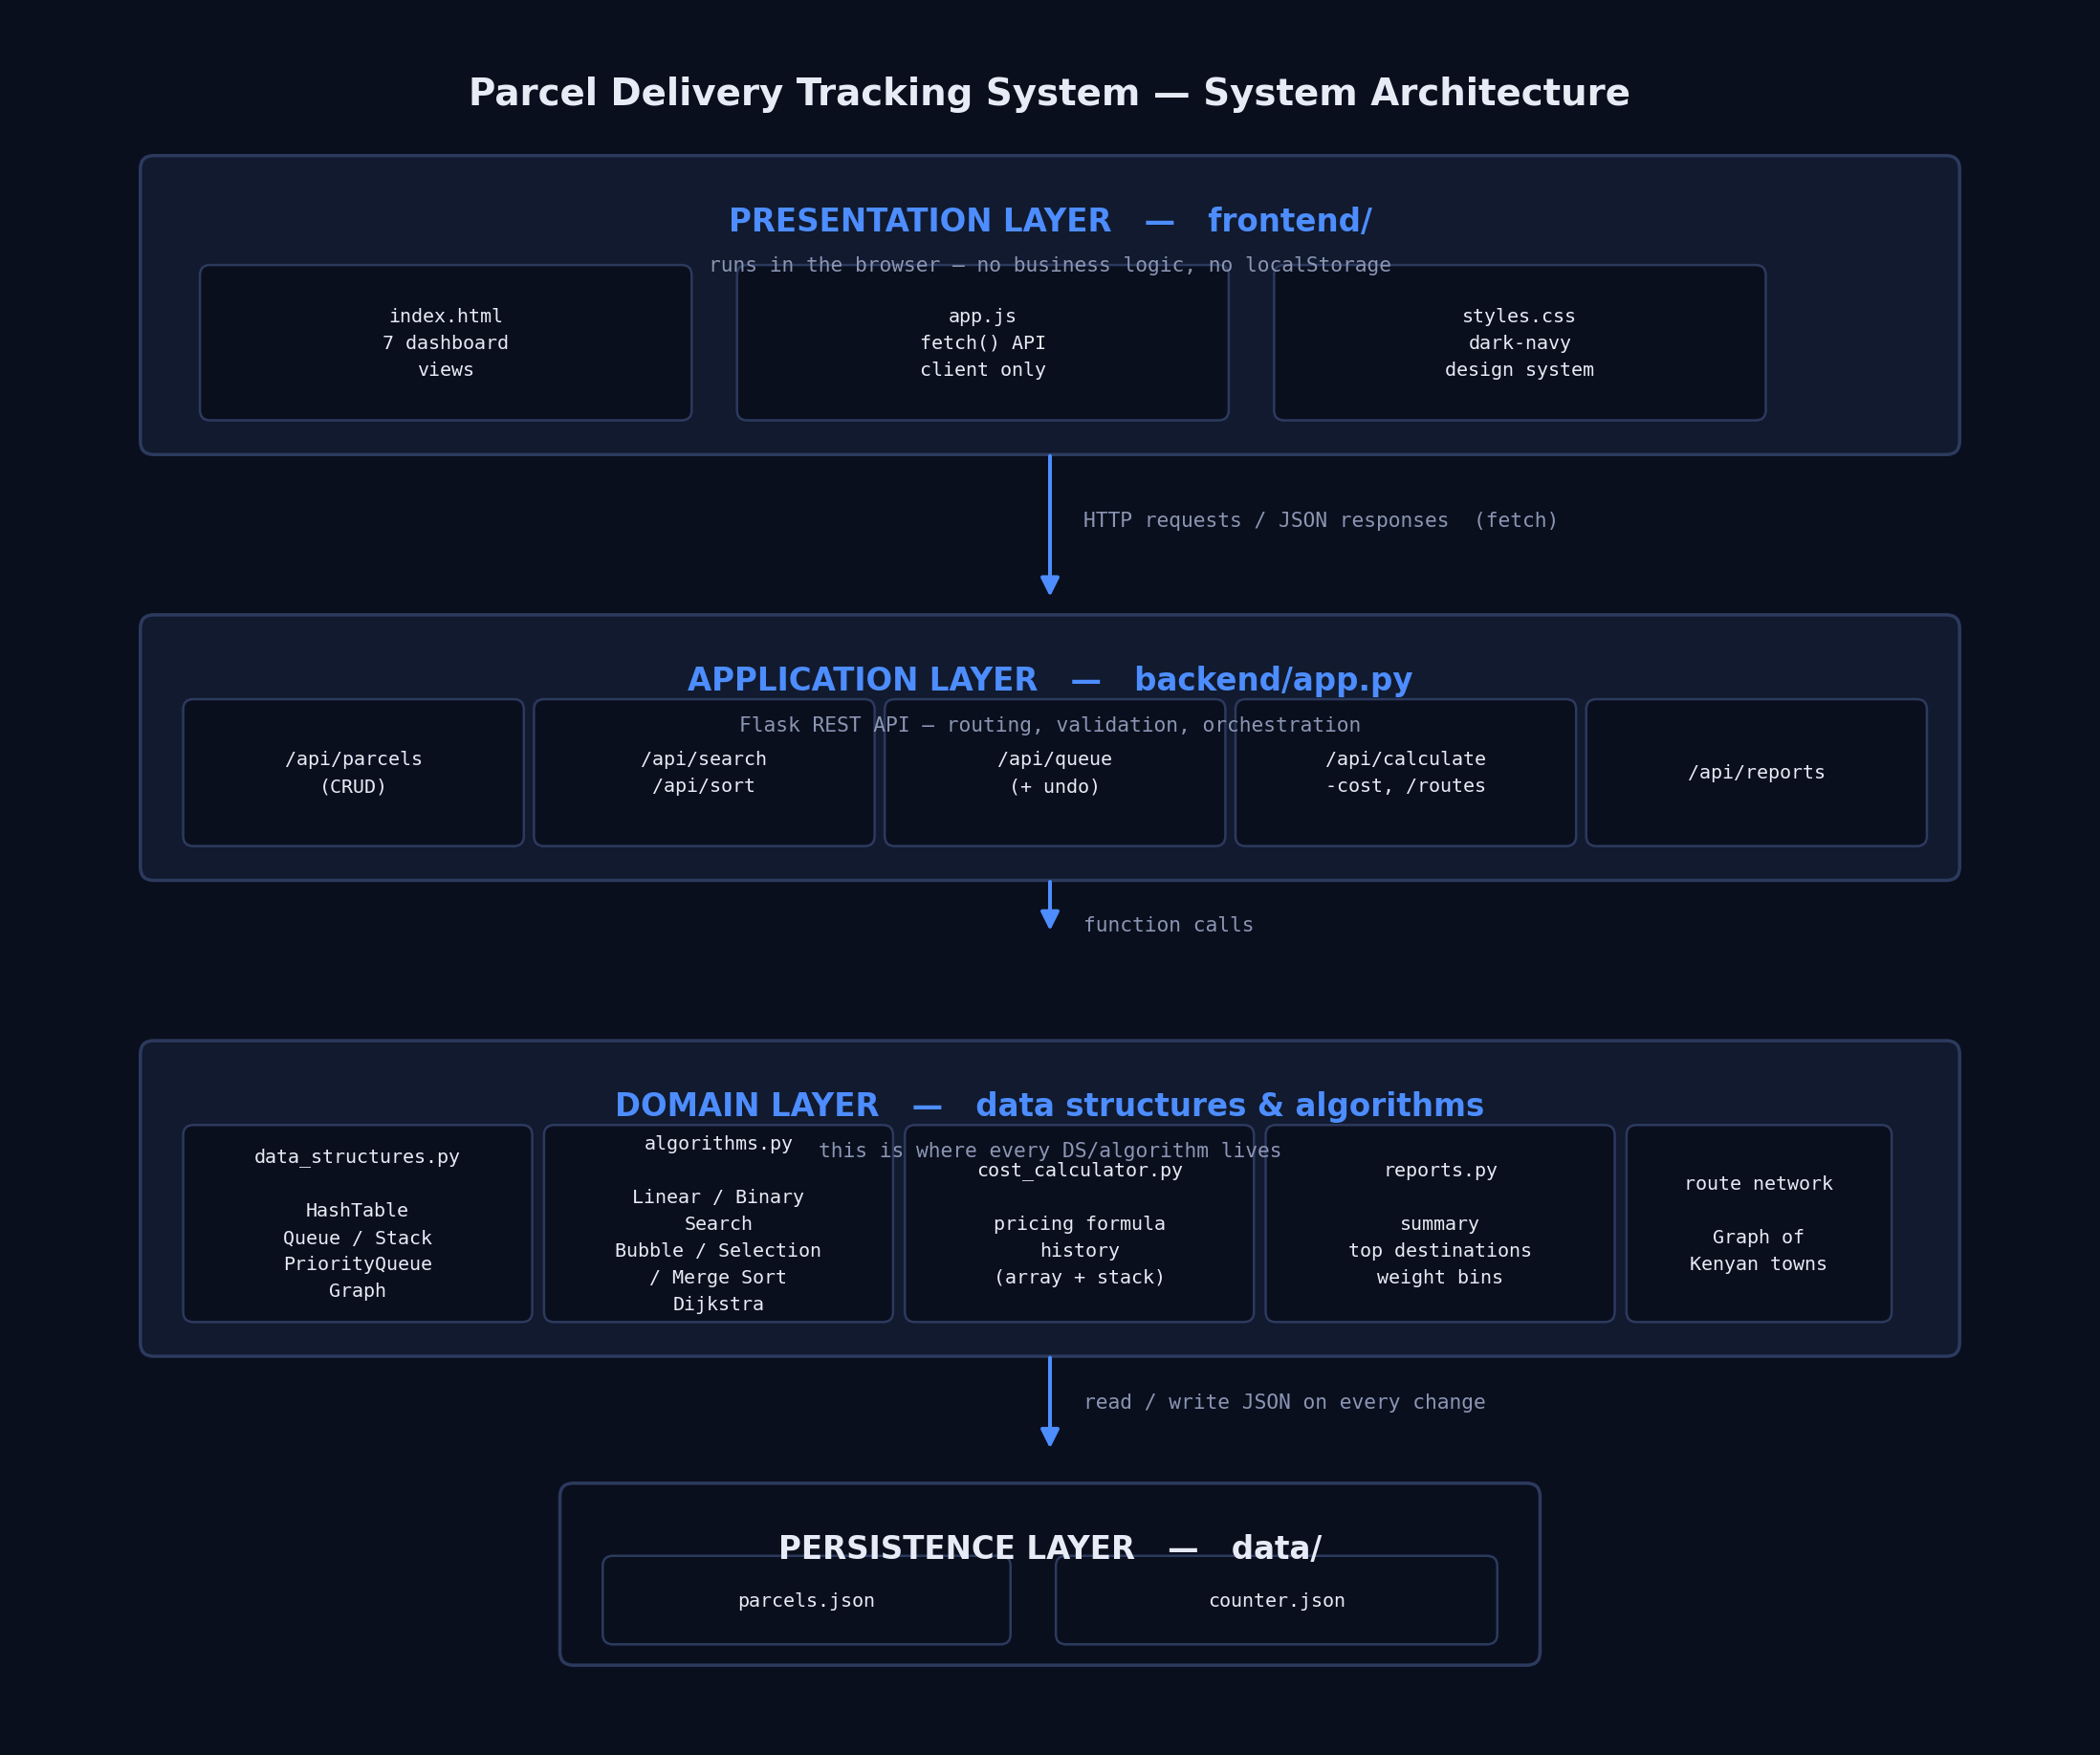 Parcel Delivery Tracking System — System Architecture
PRESENTATION LAYER — frontend/
runs in the browser — no business logic, no localStorage
index.html
7 dashboard
views
app.js
fetch() API
client only
styles.css
dark-navy
design system
HTTP requests / JSON responses (fetch)
APPLICATION LAYER — backend/app.py
Flask REST API — routing, validation, orchestration
/api/parcels
(CRUD)
/api/search
/api/sort
/api/queue
(+ undo)
/api/calculate
-cost, /routes
/api/reports
function calls
DOMAIN LAYER — data structures & algorithms
this is where every DS/algorithm lives
data_structures.py
HashTable
Queue / Stack
PriorityQueue
Graph
algorithms.py
Linear / Binary
Search
Bubble / Selection
/ Merge Sort
Dijkstra
cost_calculator.py
pricing formula
history
(array + stack)
reports.py
summary
top destinations
weight bins
route network
Graph of
Kenyan towns
read / write JSON on every change
PERSISTENCE LAYER — data/
parcels.json
counter.json